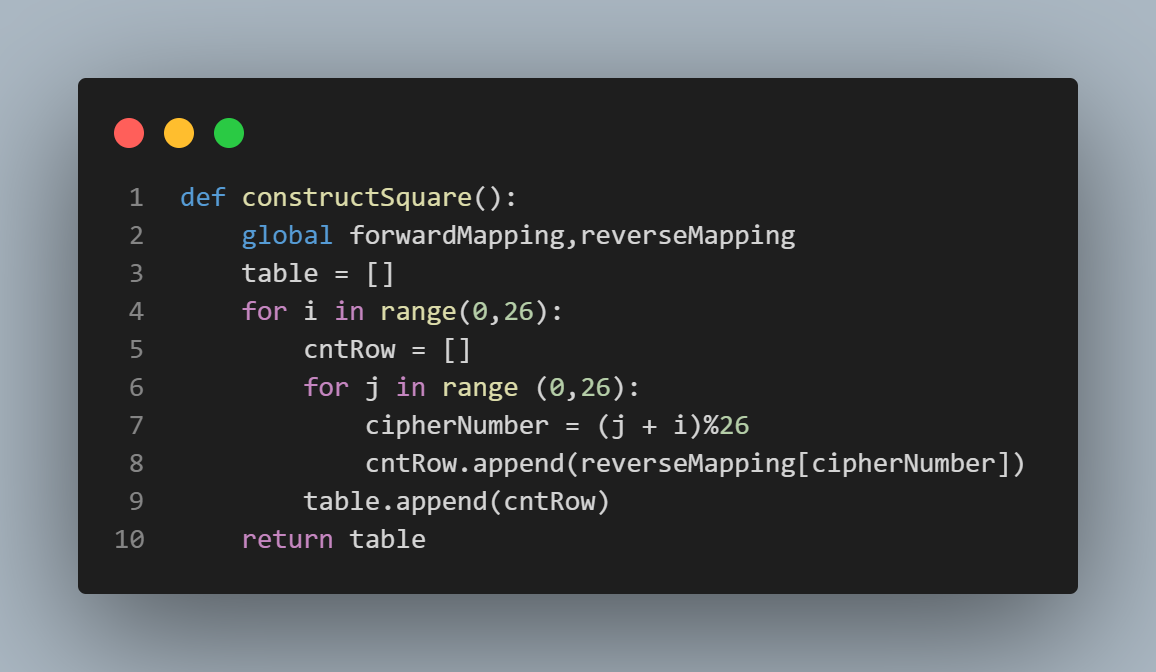 1 def constructSquare():
2     global forwardMapping,reverseMapping
3     table = []
4     for i in range(0,26):
5         cntRow = []
6         for j in range (0,26):
7             cipherNumber = (j + i)%26
8             cntRow.append(reverseMapping[cipherNumber])
9         table.append(cntRow)
10     return table